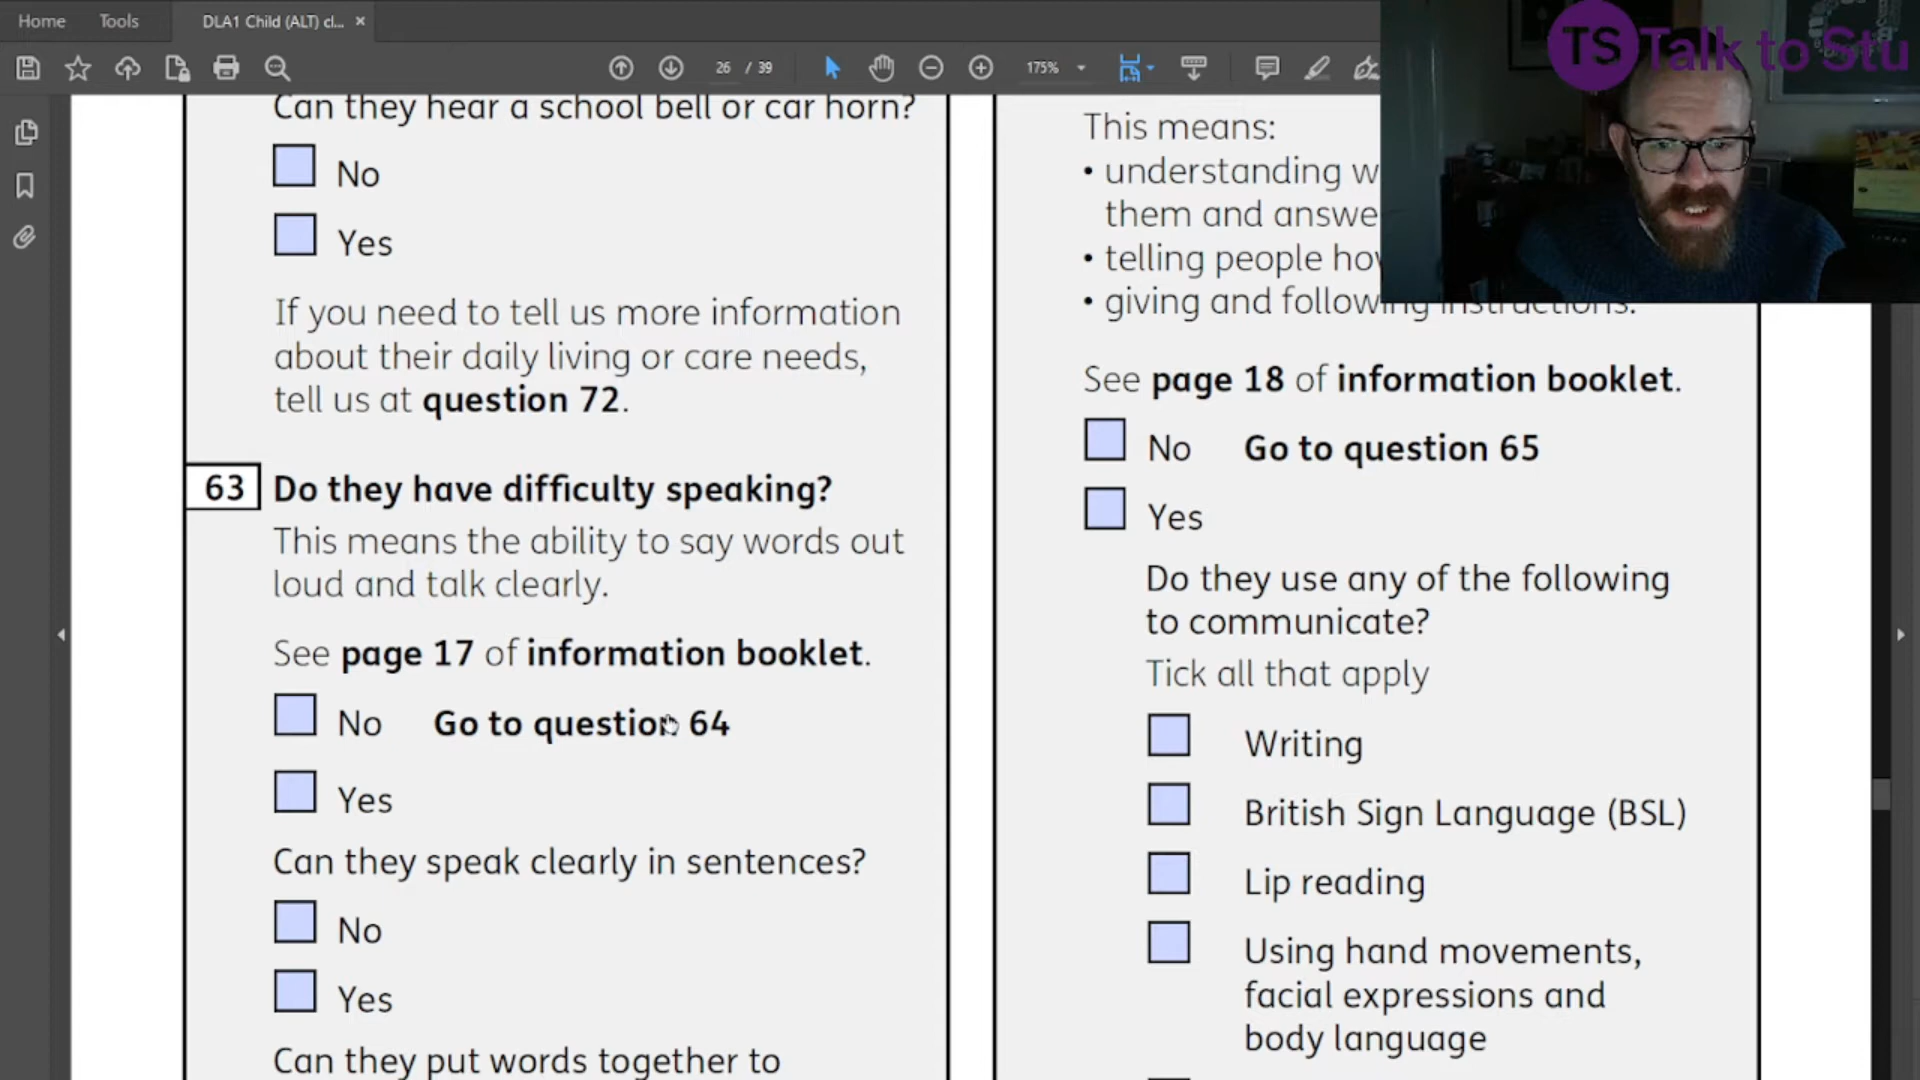 Home
Tools
DLA1 Child (ALT) cl...
26 / 39
175%
TS Talk to Stu
Can they hear a school bell or car horn?
No
Yes
If you need to tell us more information
about their daily living or care needs,
tell us at question 72.
63 Do they have difficulty speaking?
This means the ability to say words out
loud and talk clearly.
See page 17 of information booklet.
No Go to question 64
Yes
Can they speak clearly in sentences?
No
Yes
Can they put words together to
This means:
• understanding w
them and answe
• telling people how
• giving and following instructions.
See page 18 of information booklet.
No Go to question 65
Yes
Do they use any of the following
to communicate?
Tick all that apply
Writing
British Sign Language (BSL)
Lip reading
Using hand movements,
facial expressions and
body language